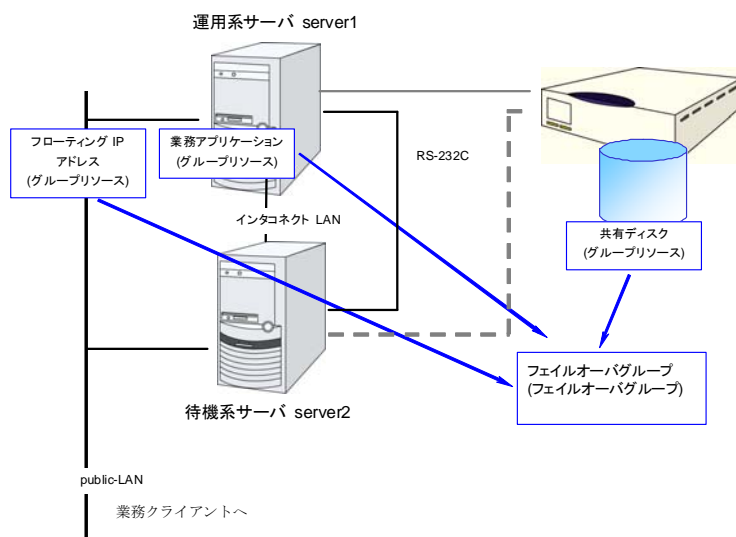 運用系サーバ server1
フローティング IP
アドレス
(グループリソース)
業務アプリケーション
(グループリソース)
RS-232C
インタコネクト LAN
共有ディスク
(グループリソース)
フェイルオーバグループ
(フェイルオーバグループ)
待機系サーバ server2
public-LAN
業務クライアントへ